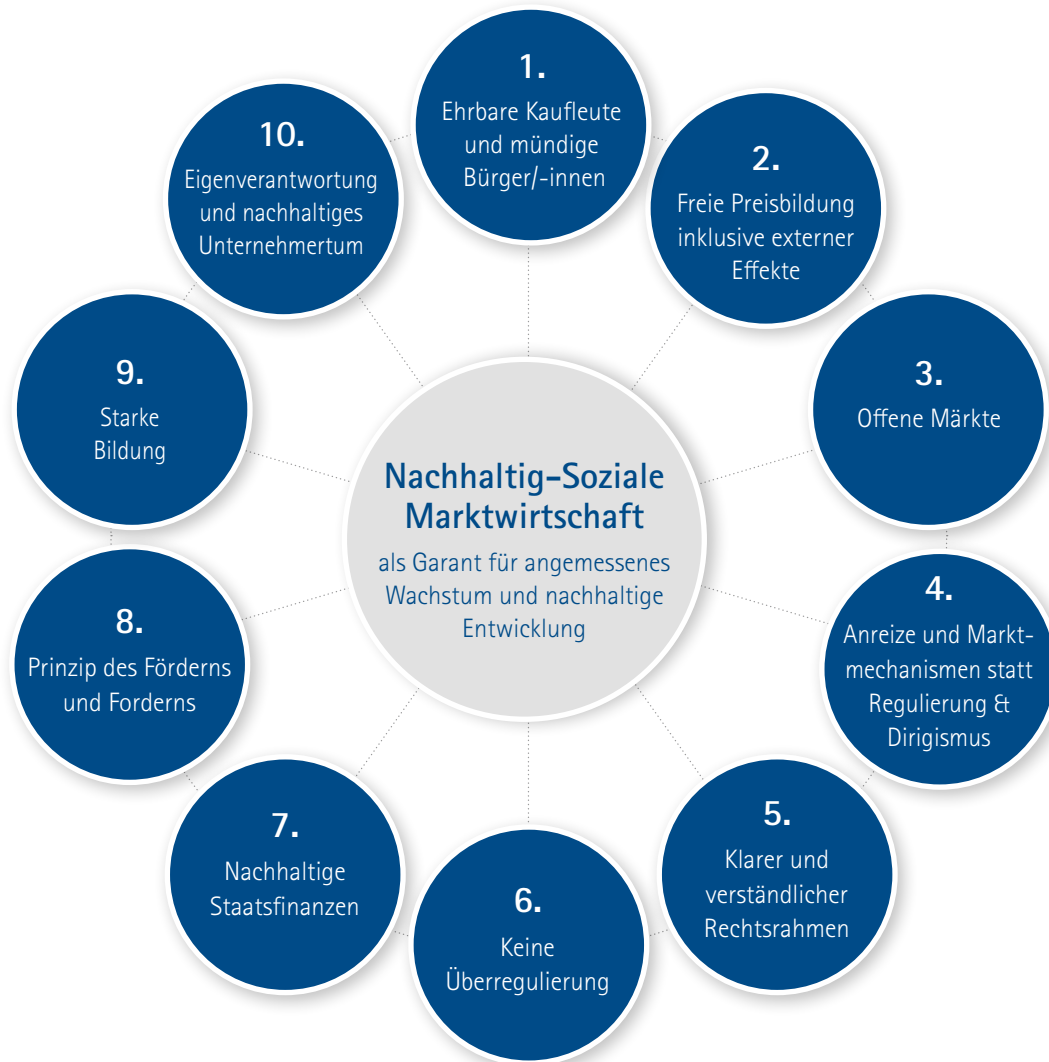 Nachhaltig-Soziale
Marktwirtschaft
als Garant für angemessenes
Wachstum und nachhaltige
Entwicklung
1.
Ehrbare Kaufleute
und mündige
Bürger/-innen
2.
Freie Preisbildung
inklusive externer
Effekte
3.
Offene Märkte
4.
Anreize und Markt-
mechanismen statt
Regulierung &
Dirigismus
5.
Klarer und
verständlicher
Rechtsrahmen
6.
Keine
Überregulierung
7.
Nachhaltige
Staatsfinanzen
8.
Prinzip des Förderns
und Forderns
9.
Starke
Bildung
10.
Eigenverantwortung
und nachhaltiges
Unternehmertum